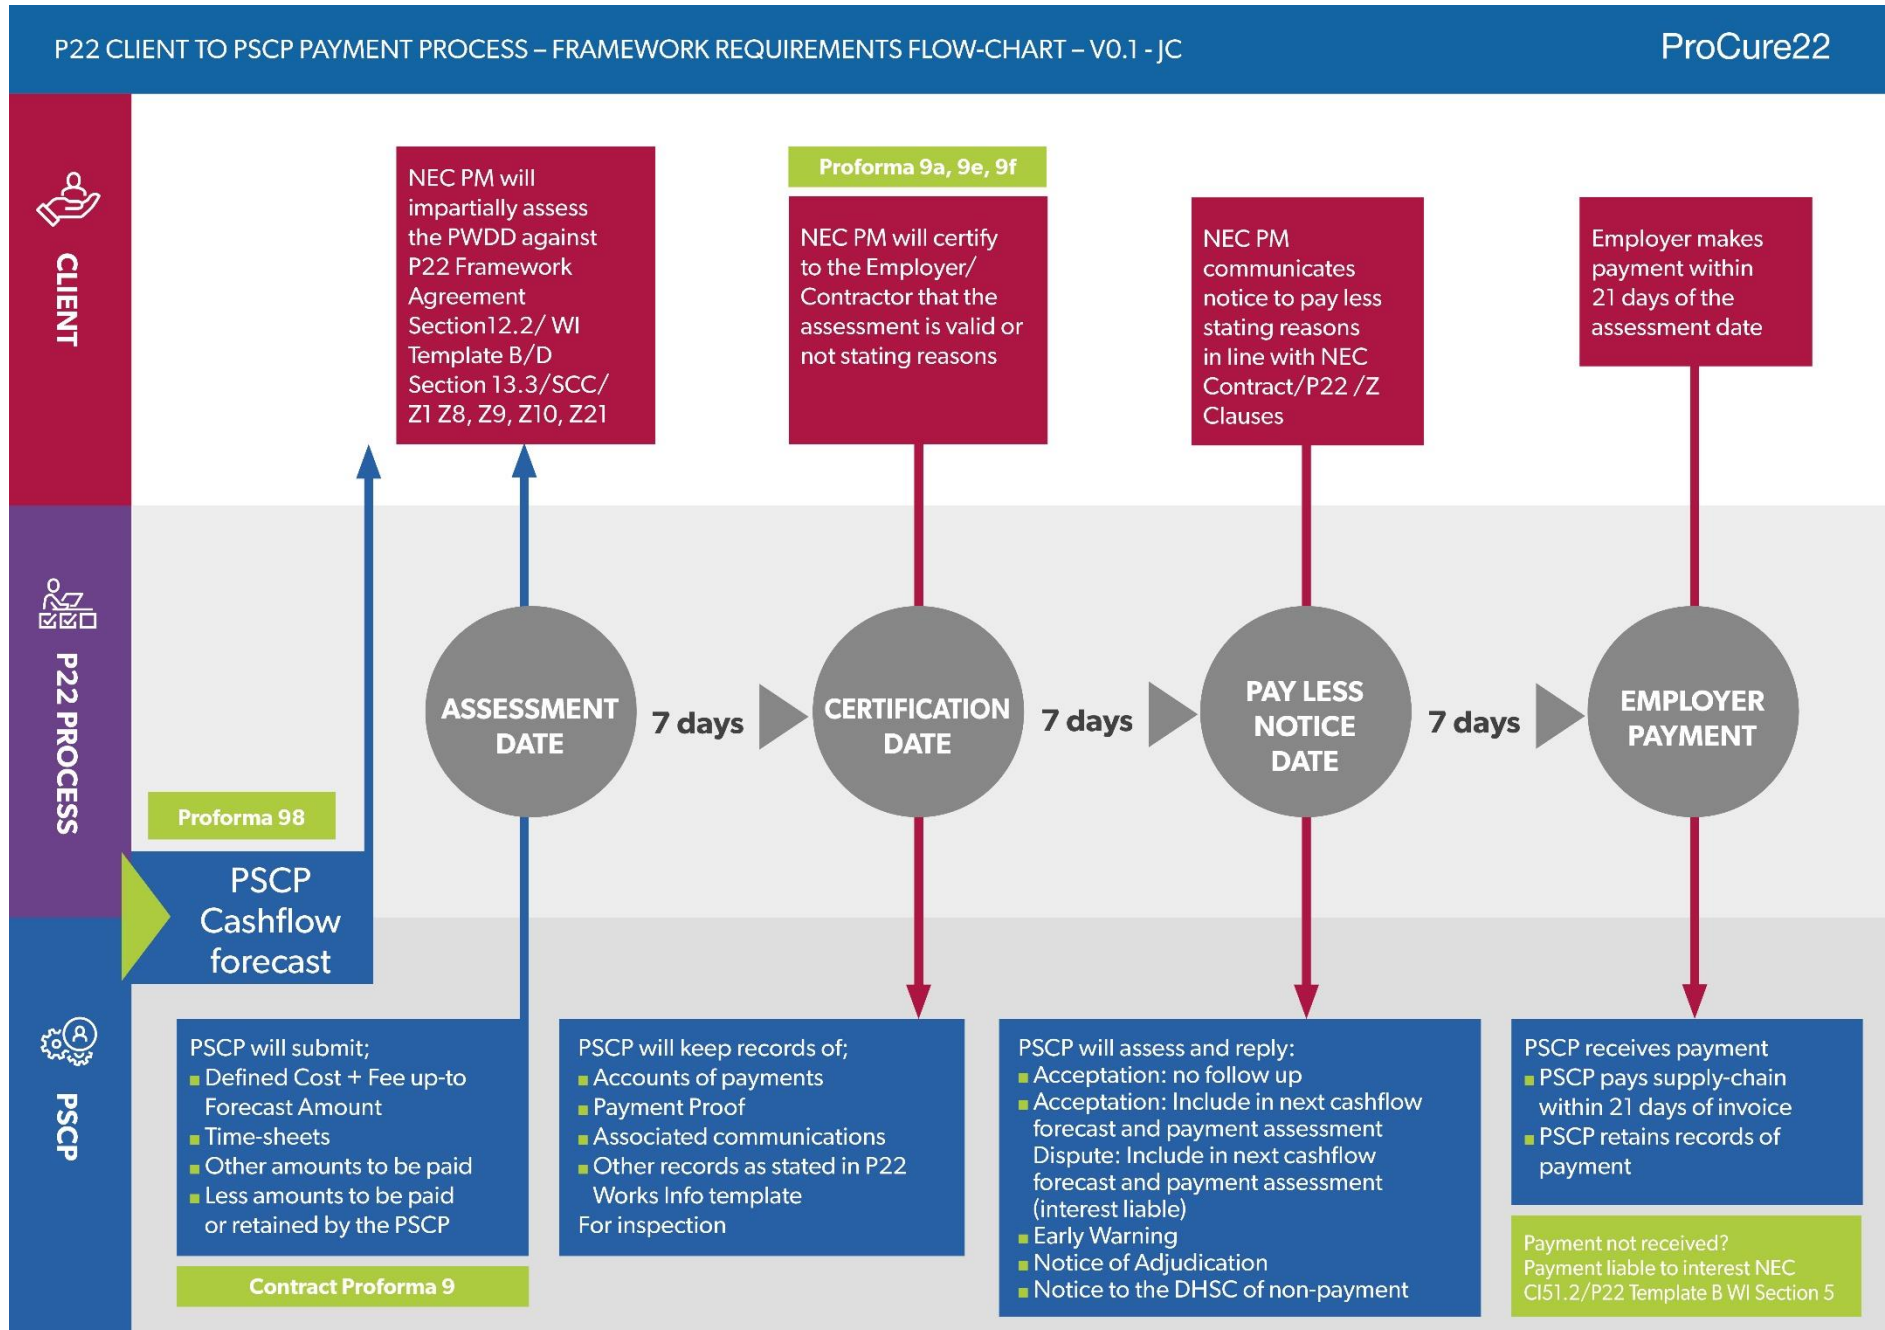 P22 CLIENT TO PSCP PAYMENT PROCESS – FRAMEWORK REQUIREMENTS FLOW-CHART – V0.1 - JC
ProCure22
CLIENT
NEC PM will
impartially assess
the PWDD against
P22 Framework
Agreement
Section12.2/ WI
Template B/D
Section 13.3/SCC/
Z1 Z8, Z9, Z10, Z21
Proforma 9a, 9e, 9f
NEC PM will certify
to the Employer/
Contractor that the
assessment is valid or
not stating reasons
NEC PM
communicates
notice to pay less
stating reasons
in line with NEC
Contract/P22 /Z
Clauses
Employer makes
payment within
21 days of the
assessment date
P22 PROCESS
ASSESSMENT
DATE
7 days
CERTIFICATION
DATE
7 days
PAY LESS
NOTICE
DATE
7 days
EMPLOYER
PAYMENT
Proforma 98
PSCP
Cashflow
forecast
PSCP
PSCP will submit;
Defined Cost + Fee up-to
Forecast Amount
Time-sheets
Other amounts to be paid
Less amounts to be paid
or retained by the PSCP
Contract Proforma 9
PSCP will keep records of;
Accounts of payments
Payment Proof
Associated communications
Other records as stated in P22
Works Info template
For inspection
PSCP will assess and reply:
Acceptation: no follow up
Acceptation: Include in next cashflow
forecast and payment assessment
Dispute: Include in next cashflow
forecast and payment assessment
(interest liable)
Early Warning
Notice of Adjudication
Notice to the DHSC of non-payment
PSCP receives payment
PSCP pays supply-chain
within 21 days of invoice
PSCP retains records of
payment
Payment not received?
Payment liable to interest NEC
Cl51.2/P22 Template B WI Section 5